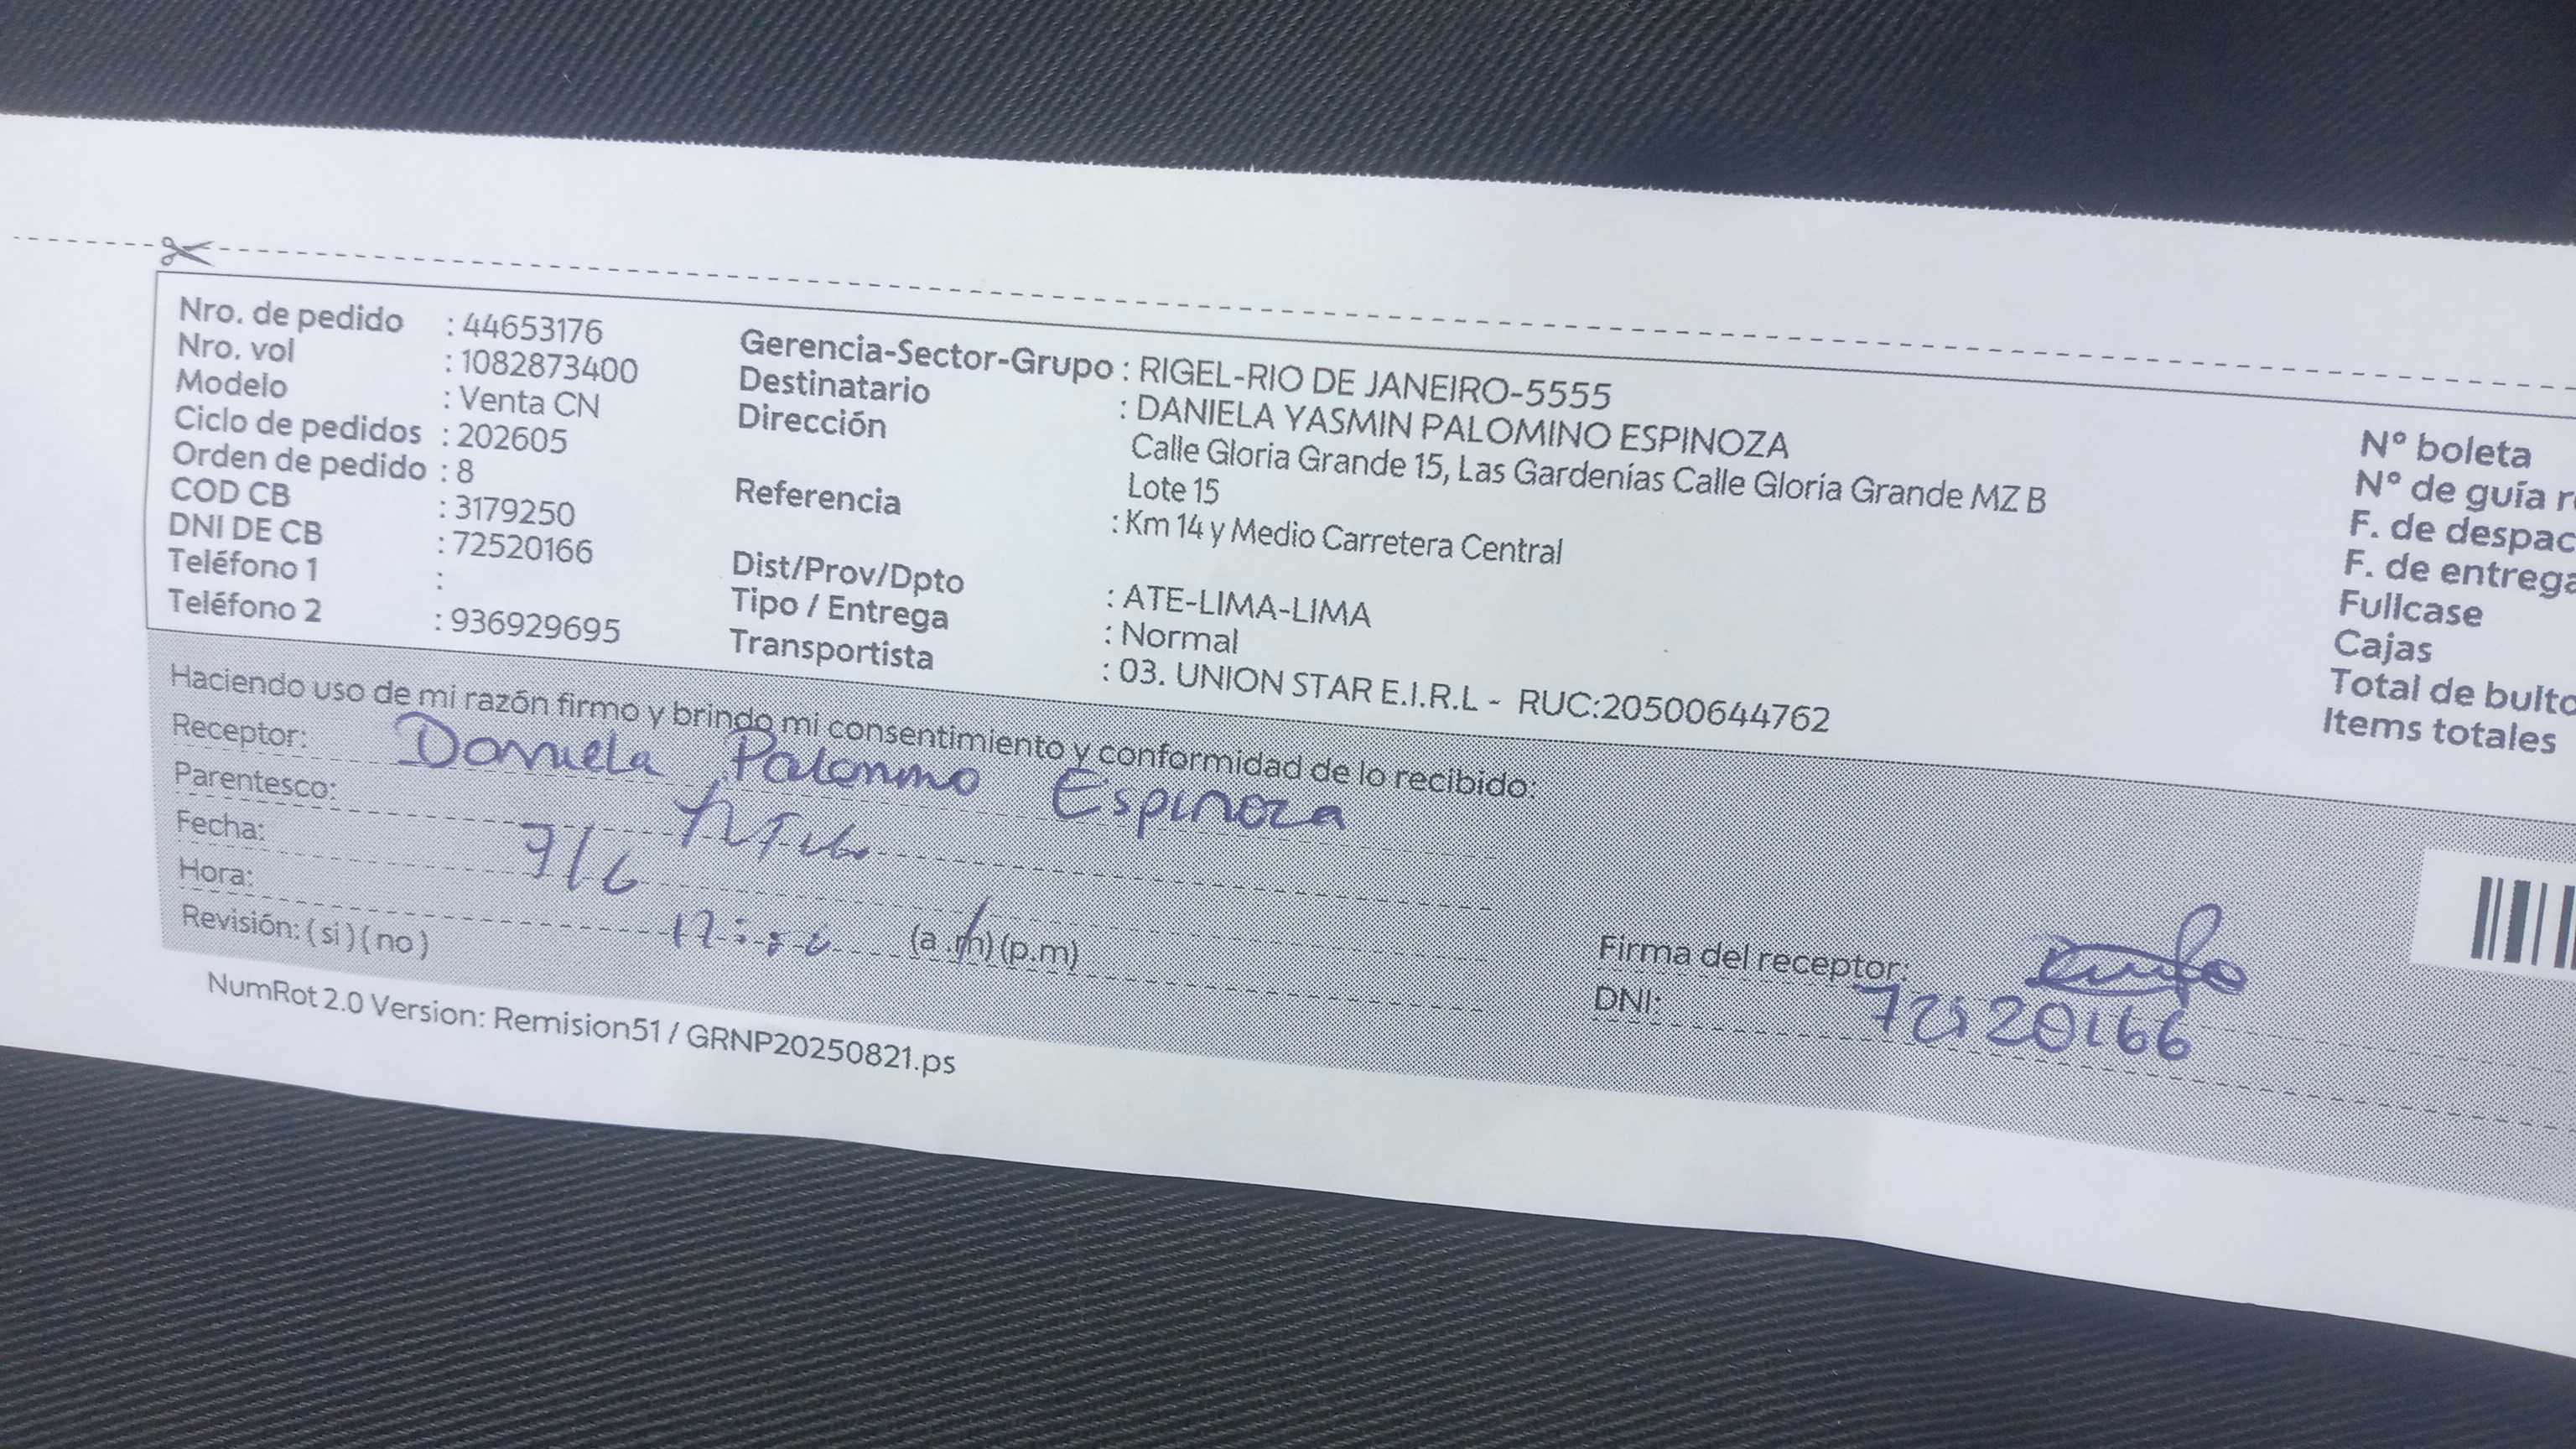 Nro. de pedido : 44653176
Nro. vol : 1082873400
Modelo : Venta CN
Ciclo de pedidos : 202605
Orden de pedido : 8
COD CB : 3179250
DNI DE CB : 72520166
Teléfono 1 :
Teléfono 2 : 936929695
Gerencia-Sector-Grupo : RIGEL-RIO DE JANEIRO-5555
Destinatario : DANIELA YASMIN PALOMINO ESPINOZA
Dirección Calle Gloria Grande 15, Las Gardenias Calle Gloria Grande MZ B
Lote 15
Referencia : Km 14 y Medio Carretera Central
Dist/Prov/Dpto : ATE-LIMA-LIMA
Tipo / Entrega : Normal
Transportista : 03. UNION STAR E.I.R.L - RUC:20500644762
N° boleta
N° de guía r
F. de despac
F. de entrega
Fullcase
Cajas
Total de bulto
Items totales
Haciendo uso de mi razón firmo y brindo mi consentimiento y conformidad de lo recibido:
Receptor: Daniela Palomino Espinoza
Parentesco:
Fecha: 7/6
Hora: (a.m) (p.m)
Revisión: ( si ) ( no )
Firma del receptor:
DNI: 72520166
NumRot 2.0 Version: Remision51 / GRNP20250821.ps